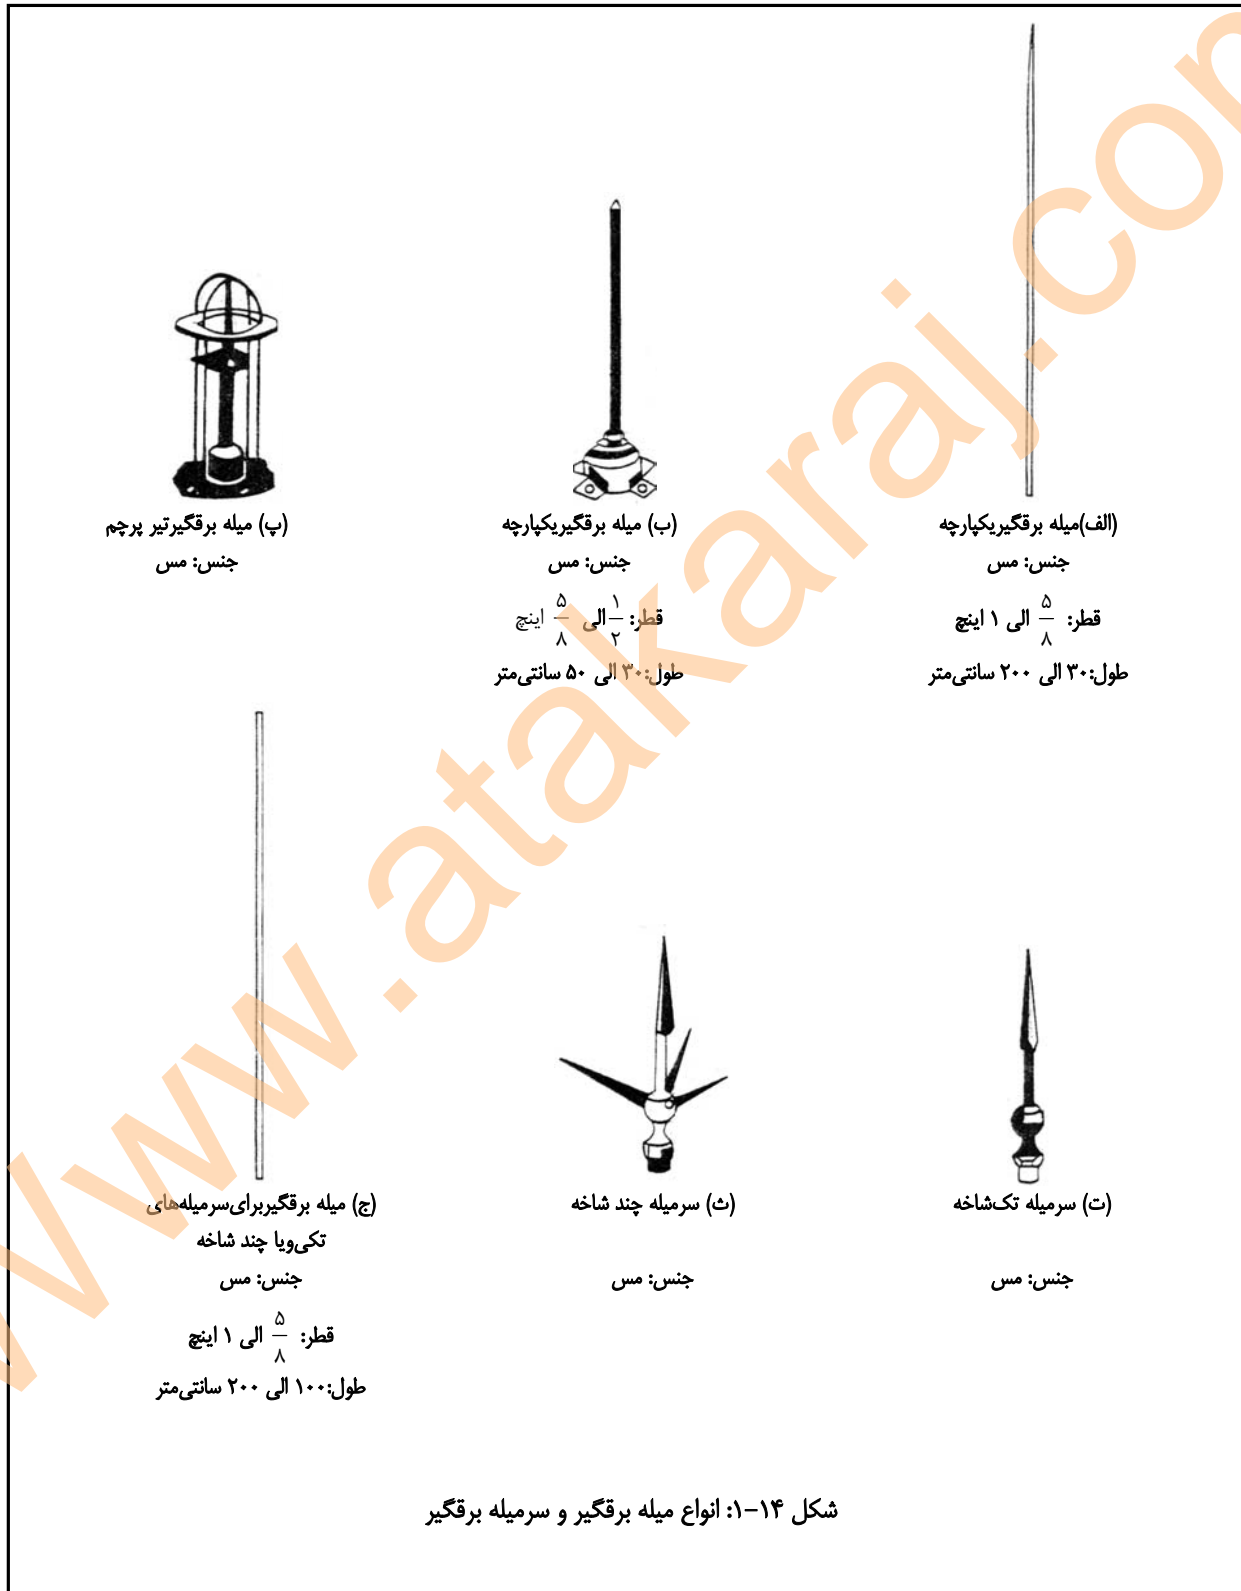 (الف)میله برقگیریکپارچه
جنس: مس
قطر: ۵/۸ الی ۱ اینچ
طول:۳۰ الی ۲۰۰ سانتی‌متر
(ب) میله برقگیریکپارچه
جنس: مس
قطر: ۱/۲ الی ۵/۸ اینچ
طول:۳۰ الی ۵۰ سانتی‌متر
(پ) میله برقگیرتیر پرچم
جنس: مس
(ت) سرمیله تک‌شاخه
جنس: مس
(ث) سرمیله چند شاخه
جنس: مس
(ج) میله برقگیربرای‌سرمیله‌های
تکی‌ویا چند شاخه
جنس: مس
قطر: ۵/۸ الی ۱ اینچ
طول:۱۰۰ الی ۲۰۰ سانتی‌متر
شکل ۱۴–۱: انواع میله برقگیر و سرمیله برقگیر
www.atakaraj.com